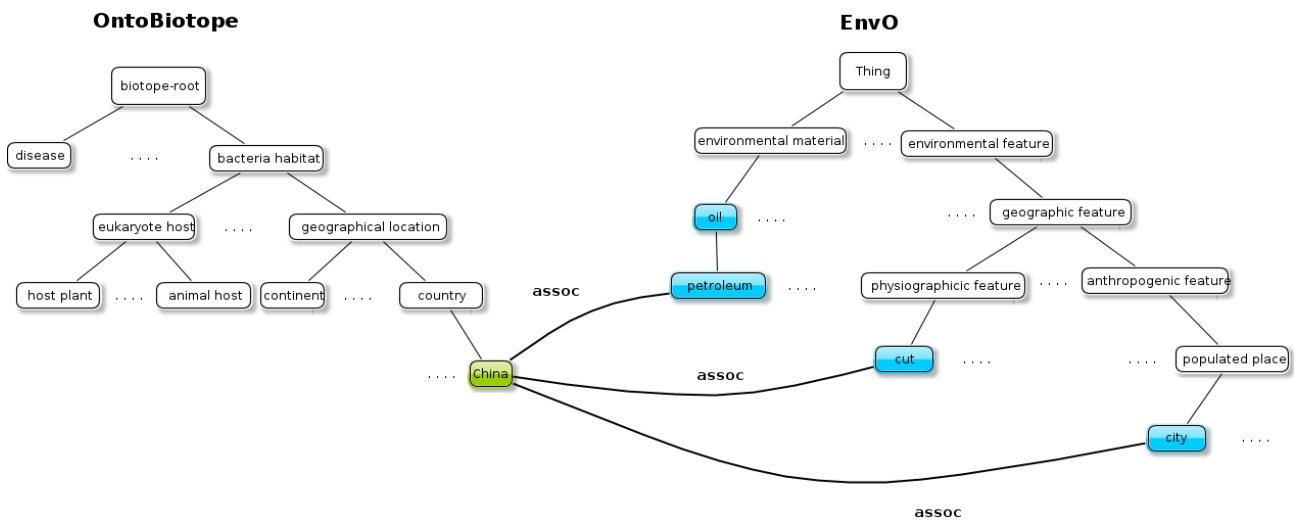 OntoBiotope
EnvO
biotope-root
Thing
disease
. . . .
bacteria habitat
environmental material
. . . .
environmental feature
eukaryote host
. . . .
geographical location
oil
. . . .
. . . .
geographic feature
host plant
. . . .
animal host
continent
. . . .
country
assoc
petroleum
. . . .
physiographicic feature
. . . .
anthropogenic feature
. . . .
China
assoc
cut
. . . .
. . . .
populated place
city
. . . .
assoc